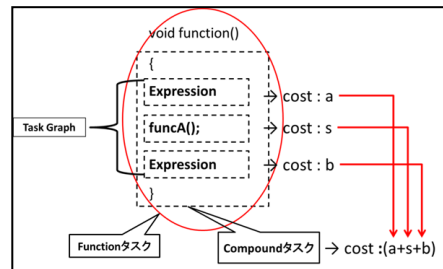 void function()
{
Expression → cost : a
Task Graph
funcA(); → cost : s
Expression → cost : b
}
Functionタスク
Compoundタスク → cost :(a+s+b)